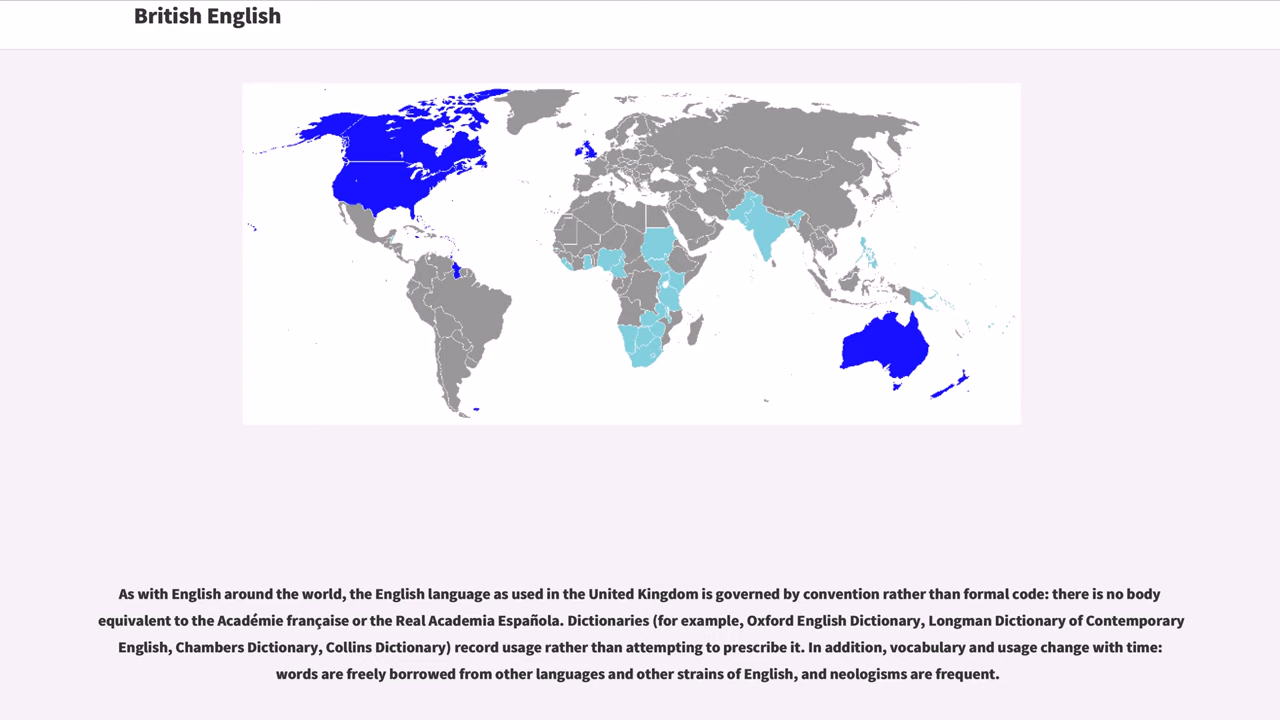 British English
As with English around the world, the English language as used in the United Kingdom is governed by convention rather than formal code: there is no body
equivalent to the Académie française or the Real Academia Española. Dictionaries (for example, Oxford English Dictionary, Longman Dictionary of Contemporary
English, Chambers Dictionary, Collins Dictionary) record usage rather than attempting to prescribe it. In addition, vocabulary and usage change with time:
words are freely borrowed from other languages and other strains of English, and neologisms are frequent.